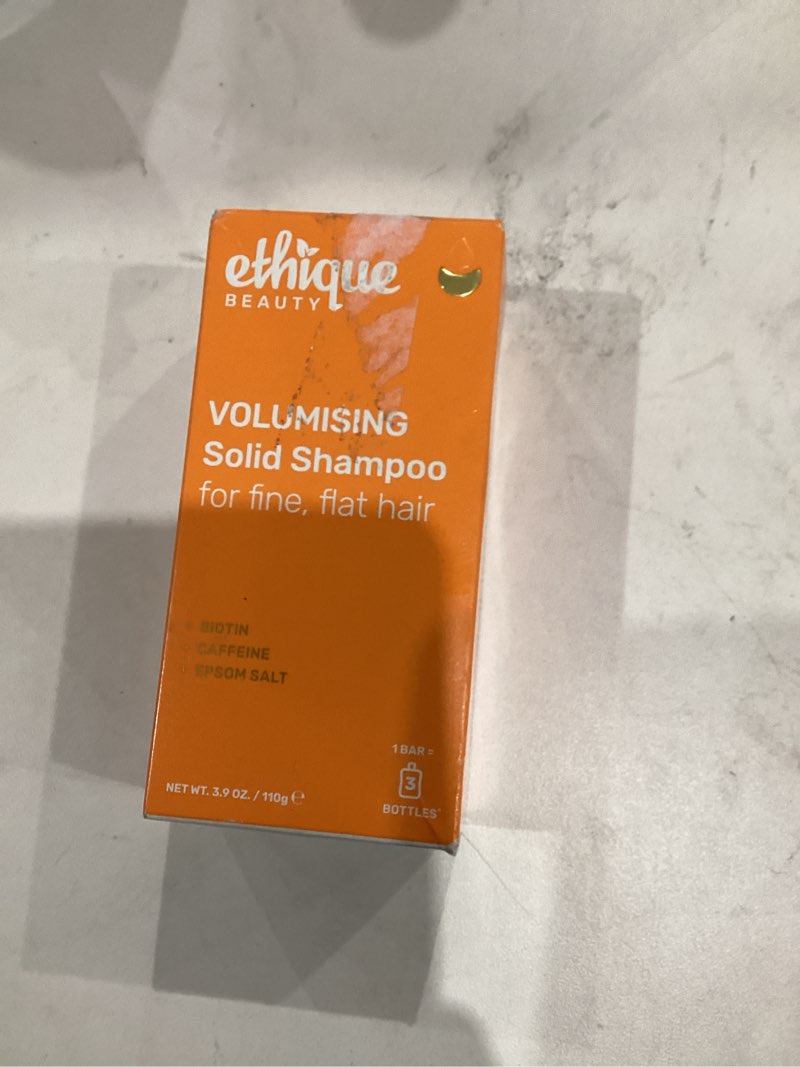 ethique
BEAUTY
VOLUMISING
Solid Shampoo
for fine, flat hair
+ BIOTIN
+ CAFFEINE
+ EPSOM SALT
1 BAR =
3
BOTTLES*
NET WT. 3.9 OZ. / 110g ℮